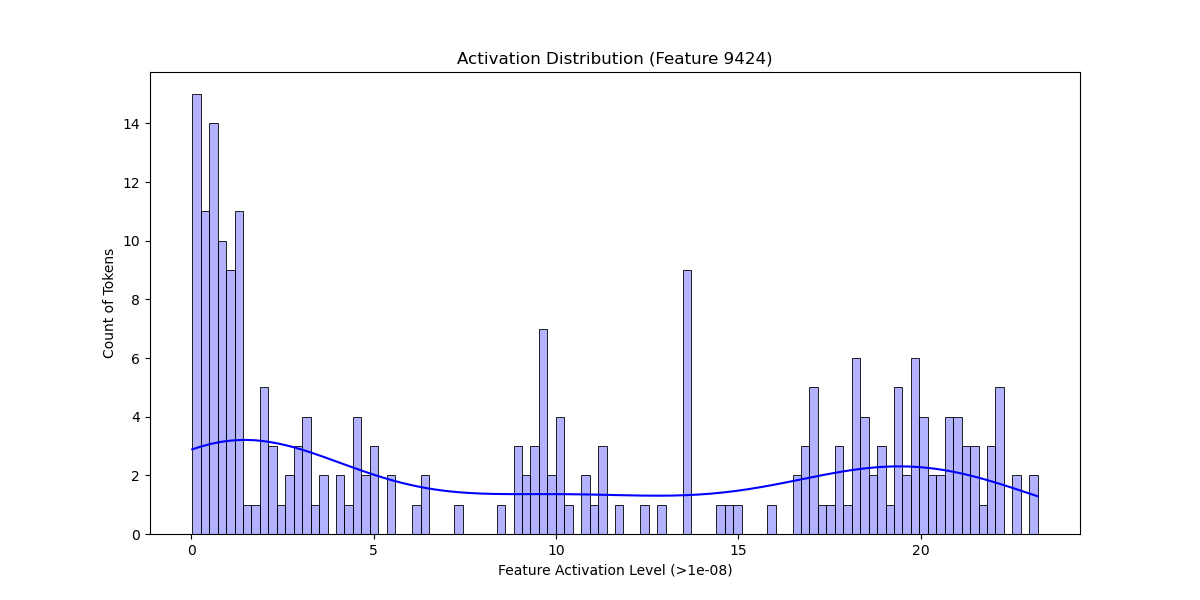 Activation Distribution (Feature 9424)
Count of Tokens
14
12
10
8
6
4
2
0
0 5 10 15 20
Feature Activation Level (>1e-08)